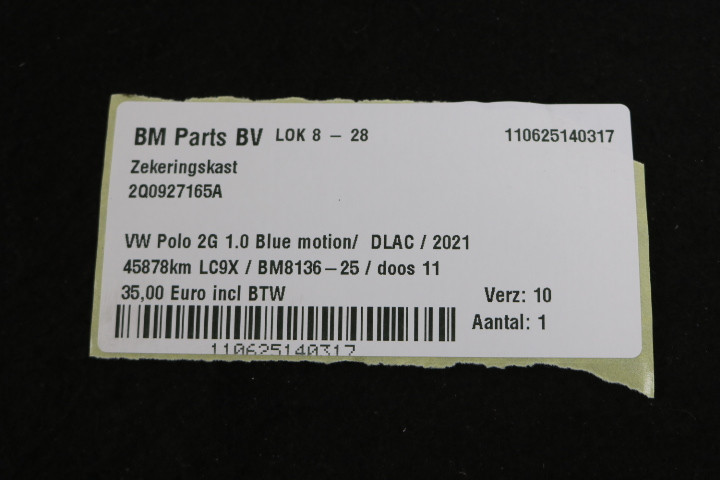 BM Parts BV LOK 8 - 28 110625140317
Zekeringskast
2Q0927165A
VW Polo 2G 1.0 Blue motion/ DLAC / 2021
45878km LC9X / BM8136-25 / doos 11
35,00 Euro incl BTW Verz: 10
Aantal: 1
110625140317